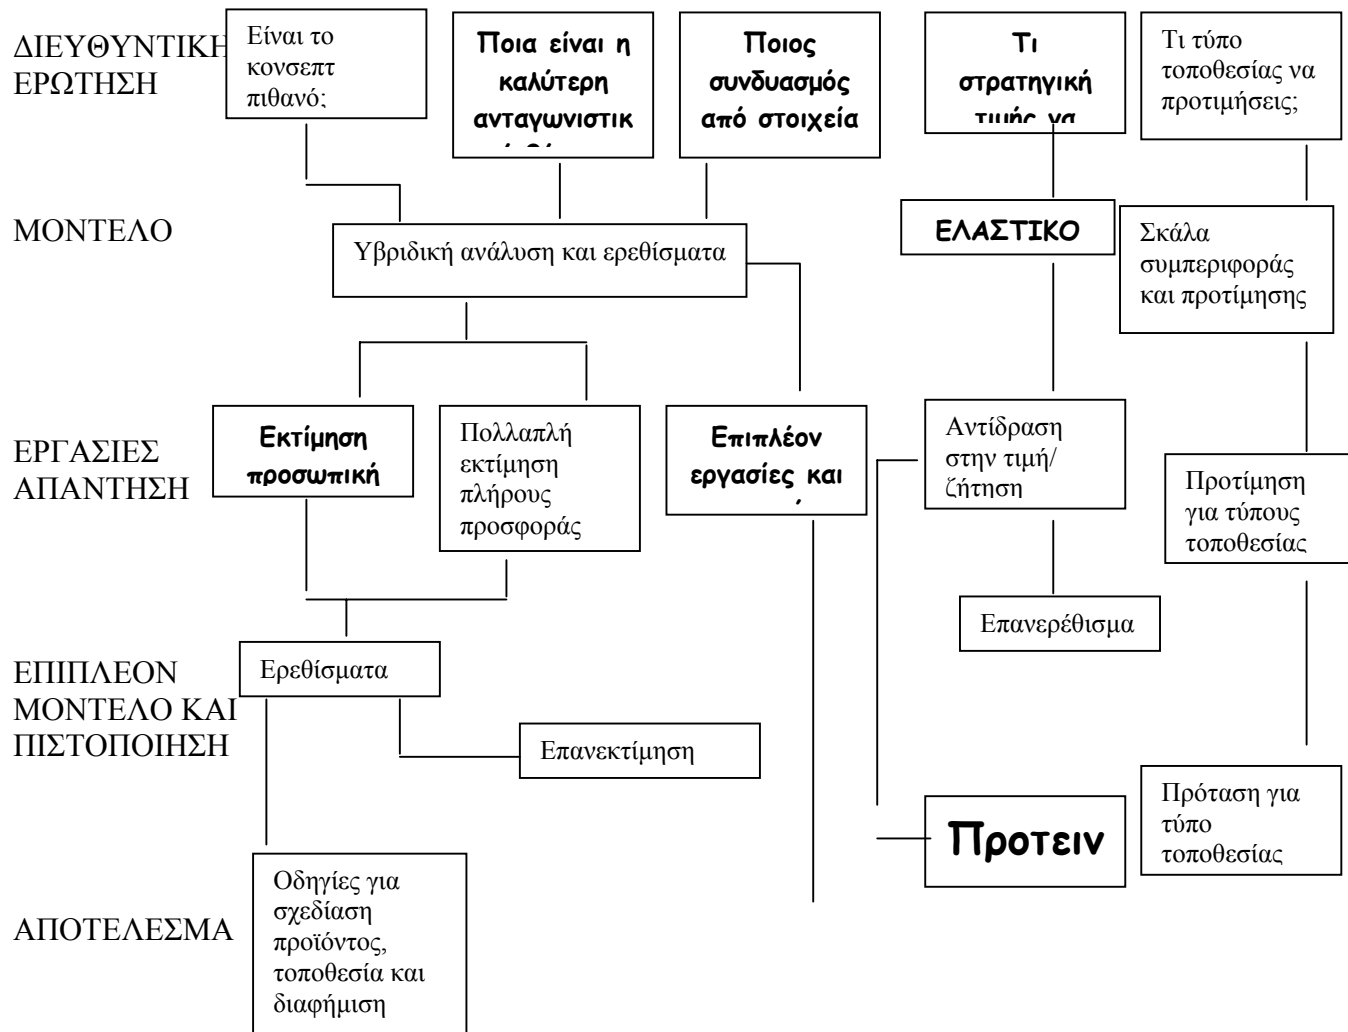 ΔΙΕΥΘΥΝΤΙΚΗ
ΕΡΩΤΗΣΗ
Είναι το
κονσεπτ
πιθανό;
Ποια είναι η
καλύτερη
ανταγωνιστικ
Ποιος
συνδυασμός
από στοιχεία
Τι
στρατηγική
τιμής να
Τι τύπο
τοποθεσίας να
προτιμήσεις;
ΜΟΝΤΕΛΟ
Υβριδική ανάλυση και ερεθίσματα
ΕΛΑΣΤΙΚΟ
Σκάλα
συμπεριφοράς
και προτίμησης
ΕΡΓΑΣΙΕΣ
ΑΠΑΝΤΗΣΗ
Εκτίμηση
προσωπική
Πολλαπλή
εκτίμηση
πλήρους
προσφοράς
Επιπλέον
εργασίες και
Αντίδραση
στην τιμή/
ζήτηση
Προτίμηση
για τύπους
τοποθεσίας
Επανερέθισμα
ΕΠΙΠΛΕΟΝ
ΜΟΝΤΕΛΟ ΚΑΙ
ΠΙΣΤΟΠΟΙΗΣΗ
Ερεθίσματα
Επανεκτίμηση
Προτειν
Πρόταση για
τύπο
τοποθεσίας
ΑΠΟΤΕΛΕΣΜΑ
Οδηγίες για
σχεδίαση
προϊόντος,
τοποθεσία και
διαφήμιση